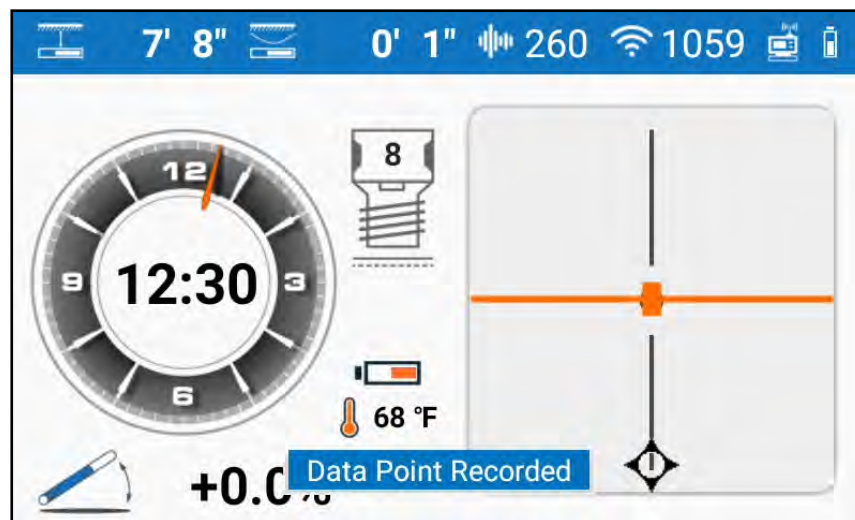 7' 8" 0' 1" 260 1059
12
8
9 12:30 3
6
68 °F
Data Point Recorded
+0.0%